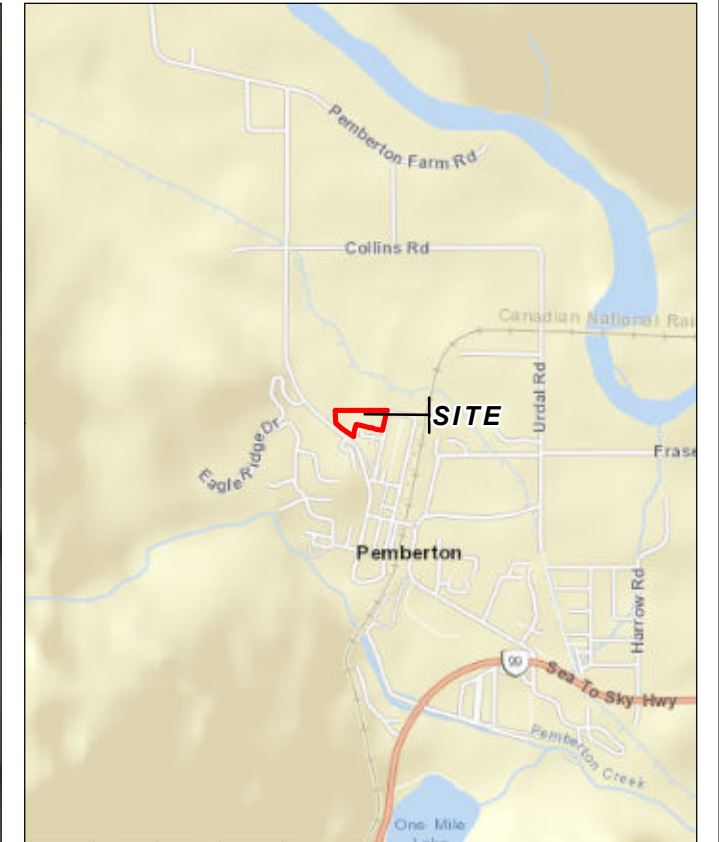 Pemberton Farm Rd
Collins Rd
Canadian National Rai
Urdal Rd
SITE
Eagle Ridge Dr
Frase
Pemberton
Harrow Rd
99
Sea To Sky Hwy
Pemberton Creek
One Mile
Lake